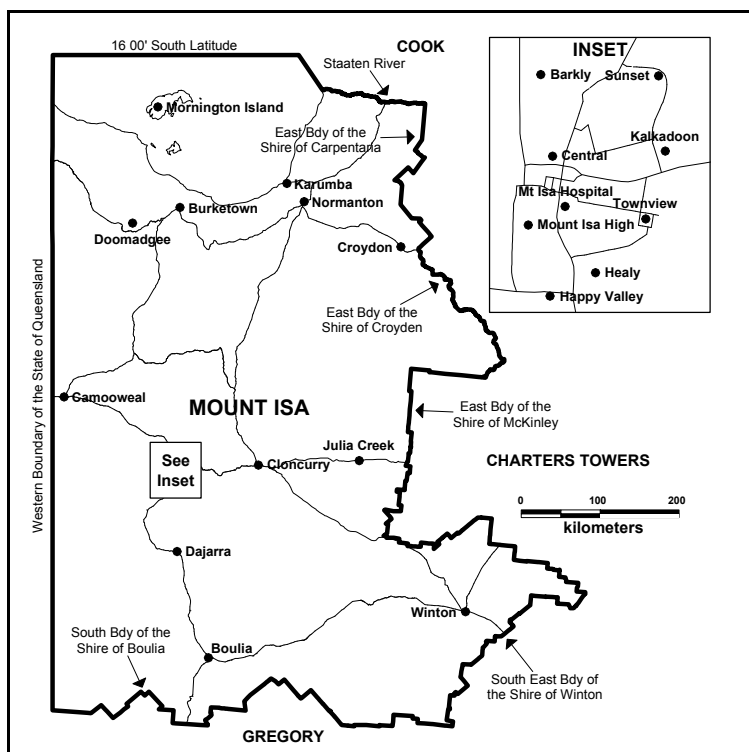 16 00' South Latitude
COOK
Staaten River
Mornington Island
East Bdy of the
Shire of Carpentaria
Karumba
Burketown
Normanton
Doomadgee
Croydon
East Bdy of the
Shire of Croyden
Western Boundary of the State of Queensland
Camooweal
MOUNT ISA
East Bdy of the
Shire of McKinley
Julia Creek
See
Inset
Cloncurry
CHARTERS TOWERS
0 100 200
kilometers
Dajarra
Winton
South Bdy of the
Shire of Boulia
Boulia
South East Bdy of
the Shire of Winton
GREGORY
INSET
Barkly
Sunset
Kalkadoon
Central
Mt Isa Hospital
Townview
Mount Isa High
Healy
Happy Valley